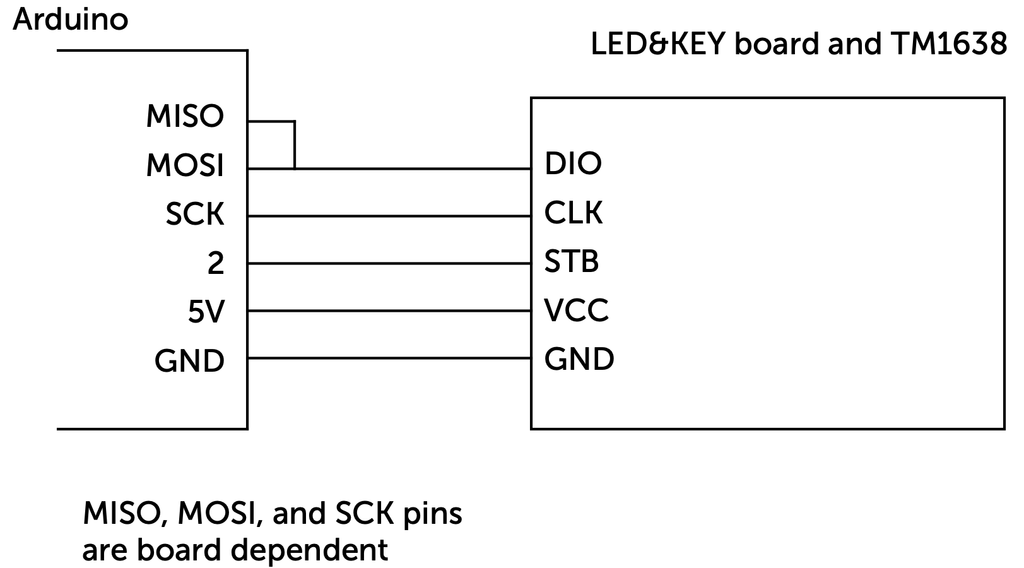 Arduino
LED&KEY board and TM1638
MISO
MOSI
SCK
2
5V
GND
DIO
CLK
STB
VCC
GND
MISO, MOSI, and SCK pins
are board dependent